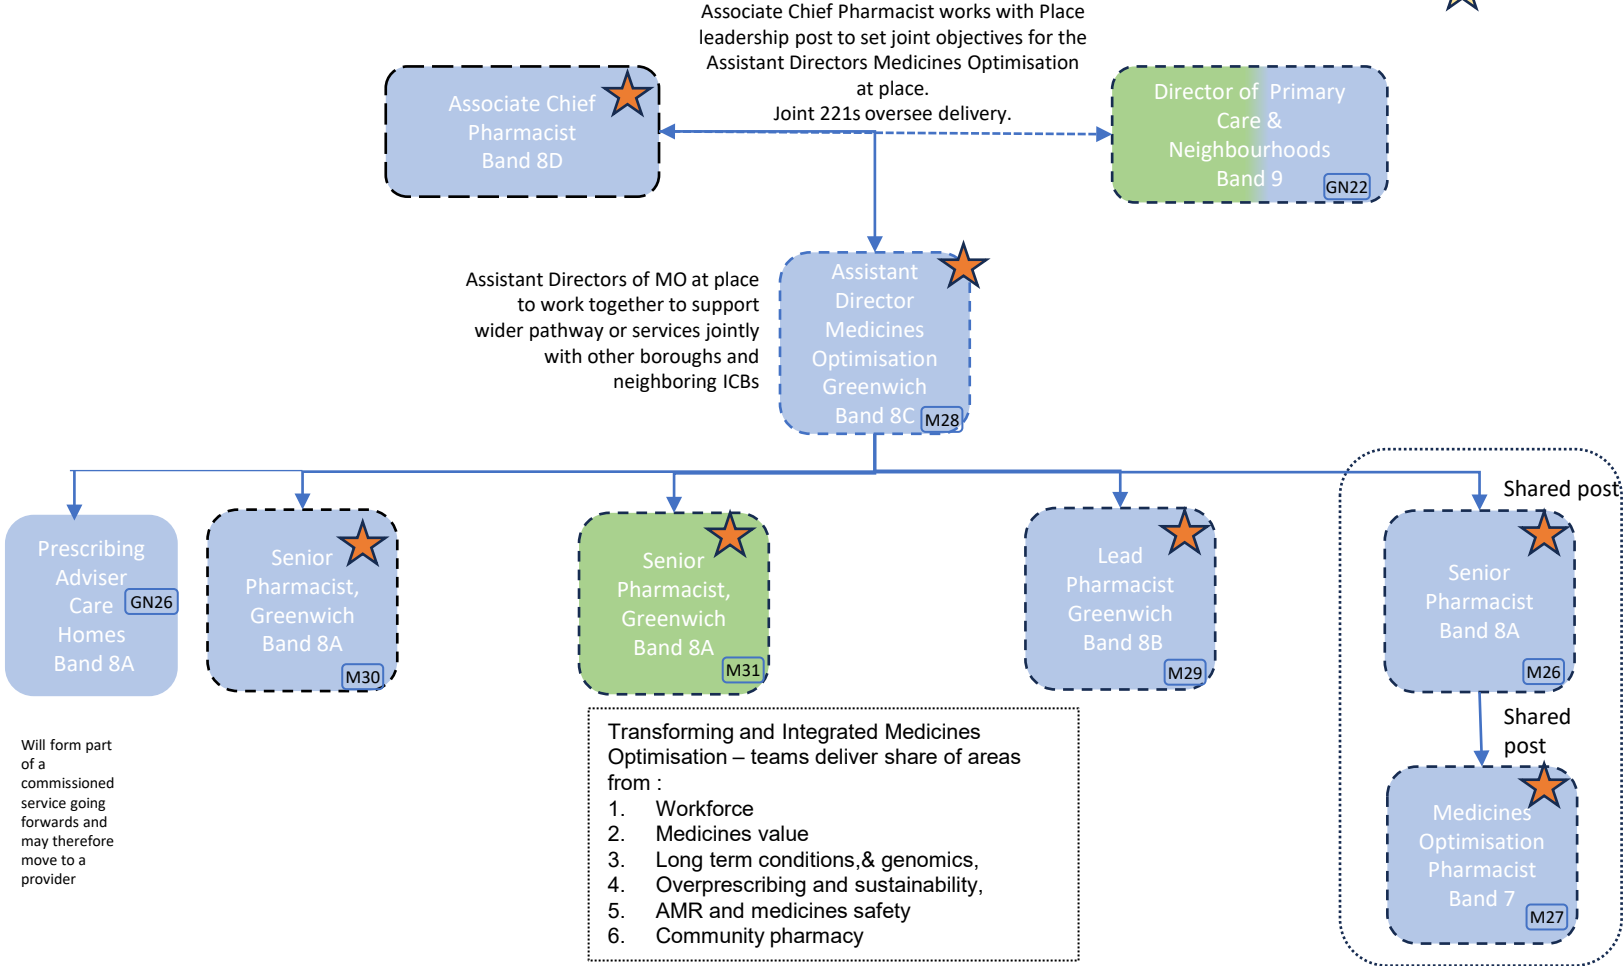 Associate Chief Pharmacist works with Place
leadership post to set joint objectives for the
Assistant Directors Medicines Optimisation
at place.
Joint 221s oversee delivery.
Associate Chief
Pharmacist
Band 8D
Director of Primary
Care &
Neighbourhoods
Band 9
GN22
Assistant Directors of MO at place
to work together to support
wider pathway or services jointly
with other boroughs and
neighboring ICBs
Assistant
Director
Medicines
Optimisation
Greenwich
Band 8C
M28
Prescribing
Adviser
Care
Homes
Band 8A
GN26
Senior
Pharmacist,
Greenwich
Band 8A
M30
Senior
Pharmacist,
Greenwich
Band 8A
M31
Lead
Pharmacist
Greenwich
Band 8B
M29
Shared post
Senior
Pharmacist
Band 8A
M26
Shared
post
Medicines
Optimisation
Pharmacist
Band 7
M27
Will form part
of a
commissioned
service going
forwards and
may therefore
move to a
provider
Transforming and Integrated Medicines
Optimisation – teams deliver share of areas
from :
1. Workforce
2. Medicines value
3. Long term conditions,& genomics,
4. Overprescribing and sustainability,
5. AMR and medicines safety
6. Community pharmacy